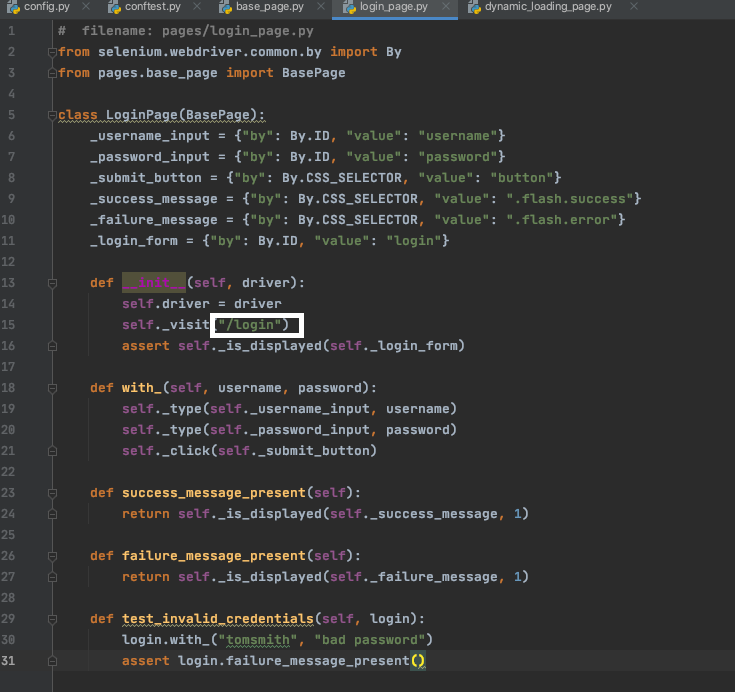 config.py conftest.py base_page.py login_page.py dynamic_loading_page.py
1 # filename: pages/login_page.py
2 from selenium.webdriver.common.by import By
3 from pages.base_page import BasePage
4
5 class LoginPage(BasePage):
6 _username_input = {"by": By.ID, "value": "username"}
7 _password_input = {"by": By.ID, "value": "password"}
8 _submit_button = {"by": By.CSS_SELECTOR, "value": "button"}
9 _success_message = {"by": By.CSS_SELECTOR, "value": ".flash.success"}
10 _failure_message = {"by": By.CSS_SELECTOR, "value": ".flash.error"}
11 _login_form = {"by": By.ID, "value": "login"}
12
13 def __init__(self, driver):
14 self.driver = driver
15 self._visit("/login")
16 assert self._is_displayed(self._login_form)
17
18 def with_(self, username, password):
19 self._type(self._username_input, username)
20 self._type(self._password_input, password)
21 self._click(self._submit_button)
22
23 def success_message_present(self):
24 return self._is_displayed(self._success_message, 1)
25
26 def failure_message_present(self):
27 return self._is_displayed(self._failure_message, 1)
28
29 def test_invalid_credentials(self, login):
30 login.with_("tomsmith", "bad password")
31 assert login.failure_message_present()